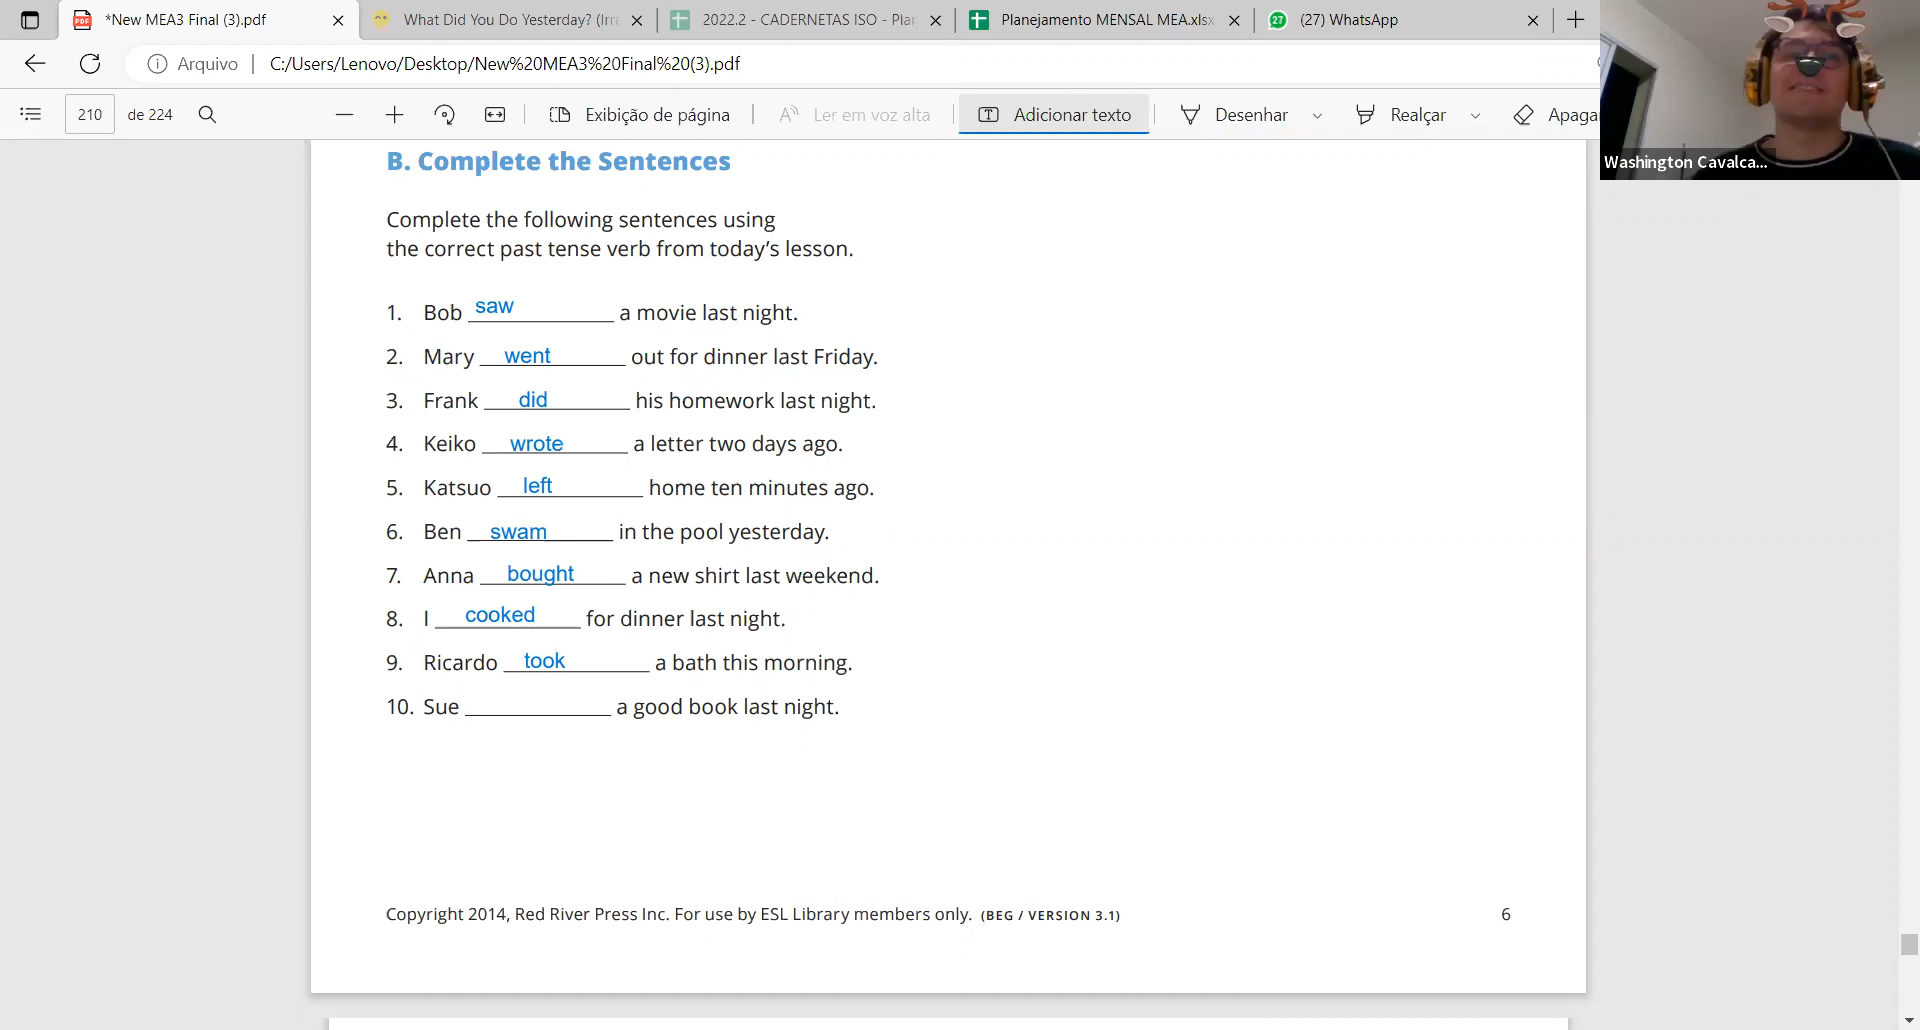 *New MEA3 Final (3).pdf
What Did You Do Yesterday? (Irre
2022.2 - CADERNETAS ISO - Plan
Planejamento MENSAL MEA.xlsx
27 (27) WhatsApp
Arquivo
C:/Users/Lenovo/Desktop/New%20MEA3%20Final%20(3).pdf
210 de 224
Exibição de página
Ler em voz alta
Adicionar texto
Desenhar
Realçar
Apaga
Washington Cavalca...
B. Complete the Sentences
Complete the following sentences using
the correct past tense verb from today’s lesson.
1. Bob saw a movie last night.
2. Mary went out for dinner last Friday.
3. Frank did his homework last night.
4. Keiko wrote a letter two days ago.
5. Katsuo left home ten minutes ago.
6. Ben swam in the pool yesterday.
7. Anna bought a new shirt last weekend.
8. I cooked for dinner last night.
9. Ricardo took a bath this morning.
10. Sue ____________ a good book last night.
Copyright 2014, Red River Press Inc. For use by ESL Library members only. (BEG / VERSION 3.1) 6